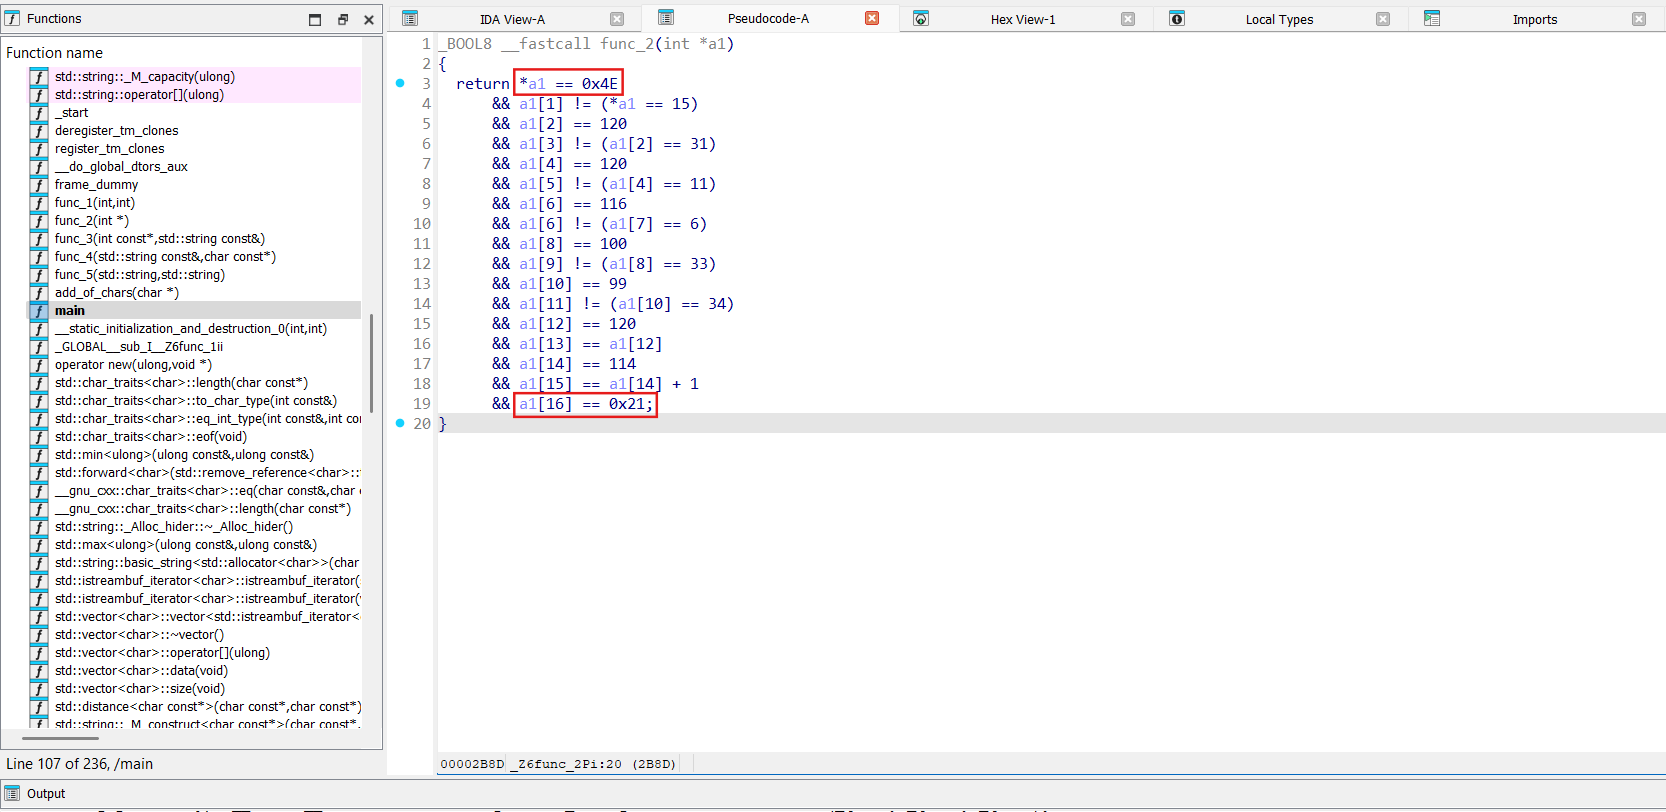 Functions
Function name
std::string::_M_capacity(ulong)
std::string::operator[](ulong)
_start
deregister_tm_clones
register_tm_clones
__do_global_dtors_aux
frame_dummy
func_1(int,int)
func_2(int *)
func_3(int const*,std::string const&)
func_4(std::string const&,char const*)
func_5(std::string,std::string)
add_of_chars(char *)
main
__static_initialization_and_destruction_0(int,int)
_GLOBAL__sub_I__Z6func_1ii
operator new(ulong,void *)
std::char_traits<char>::length(char const*)
std::char_traits<char>::to_char_type(int const&)
std::char_traits<char>::eq_int_type(int const&,int co
std::char_traits<char>::eof(void)
std::min<ulong>(ulong const&,ulong const&)
std::forward<char>(std::remove_reference<char>::
__gnu_cxx::char_traits<char>::eq(char const&,char c
__gnu_cxx::char_traits<char>::length(char const*)
std::string::_Alloc_hider::~_Alloc_hider()
std::max<ulong>(ulong const&,ulong const&)
std::string::basic_string<std::allocator<char>>(char
std::istreambuf_iterator<char>::istreambuf_iterator(
std::istreambuf_iterator<char>::istreambuf_iterator(
std::vector<char>::vector<std::istreambuf_iterator<
std::vector<char>::~vector()
std::vector<char>::operator[](ulong)
std::vector<char>::data(void)
std::vector<char>::size(void)
std::distance<char const*>(char const*,char const*)
std::string::_M_construct<char const*>(char const*,
Line 107 of 236, /main
IDA View-A
Pseudocode-A
Hex View-1
Local Types
Imports
1 _BOOL8 __fastcall func_2(int *a1)
2 {
3 return *a1 == 0x4E
4 && a1[1] != (*a1 == 15)
5 && a1[2] == 120
6 && a1[3] != (a1[2] == 31)
7 && a1[4] == 120
8 && a1[5] != (a1[4] == 11)
9 && a1[6] == 116
10 && a1[6] != (a1[7] == 6)
11 && a1[8] == 100
12 && a1[9] != (a1[8] == 33)
13 && a1[10] == 99
14 && a1[11] != (a1[10] == 34)
15 && a1[12] == 120
16 && a1[13] == a1[12]
17 && a1[14] == 114
18 && a1[15] == a1[14] + 1
19 && a1[16] == 0x21;
20 }
00002B8D _Z6func_2Pi:20 (2B8D)
Output